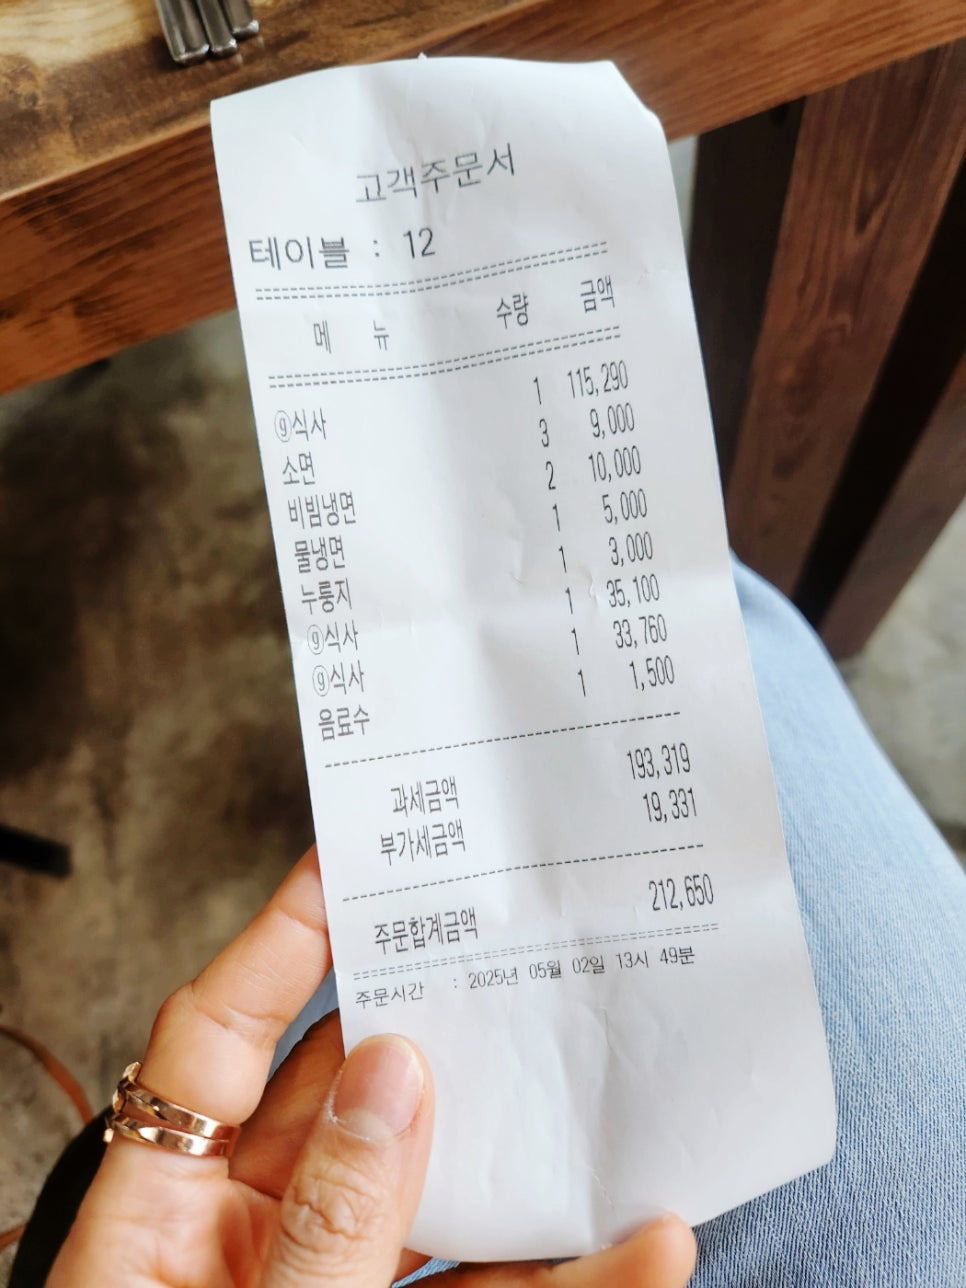 고객주문서
테이블 : 12
메 뉴 수량 금액
⑨식사 1 115,290
소면 3 9,000
비빔냉면 2 10,000
물냉면 1 5,000
누룽지 1 3,000
⑨식사 1 35,100
⑨식사 1 33,760
음료수 1 1,500
과세금액 193,319
부가세금액 19,331
주문합계금액 212,650
주문시간 : 2025년 05월 02일 13시 49분